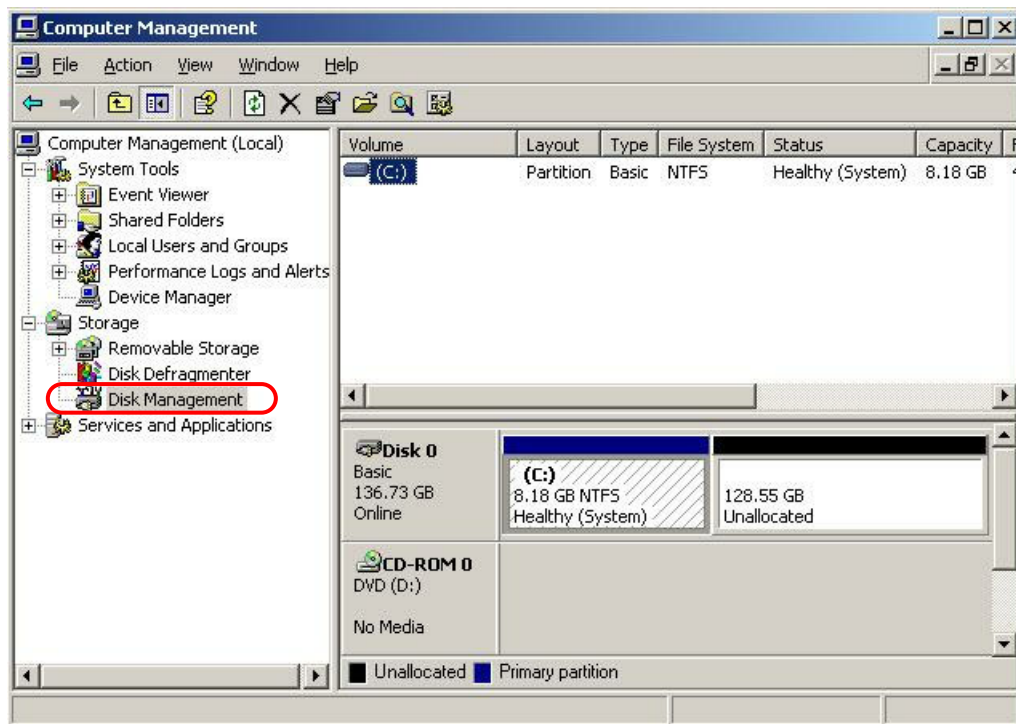 Computer Management
File Action View Window Help
Computer Management (Local)
System Tools
Event Viewer
Shared Folders
Local Users and Groups
Performance Logs and Alerts
Device Manager
Storage
Removable Storage
Disk Defragmenter
Disk Management
Services and Applications
Volume Layout Type File System Status Capacity
(C:) Partition Basic NTFS Healthy (System) 8.18 GB
Disk 0
Basic
136.73 GB
Online
(C:)
8.18 GB NTFS
Healthy (System)
128.55 GB
Unallocated
CD-ROM 0
DVD (D:)
No Media
Unallocated Primary partition